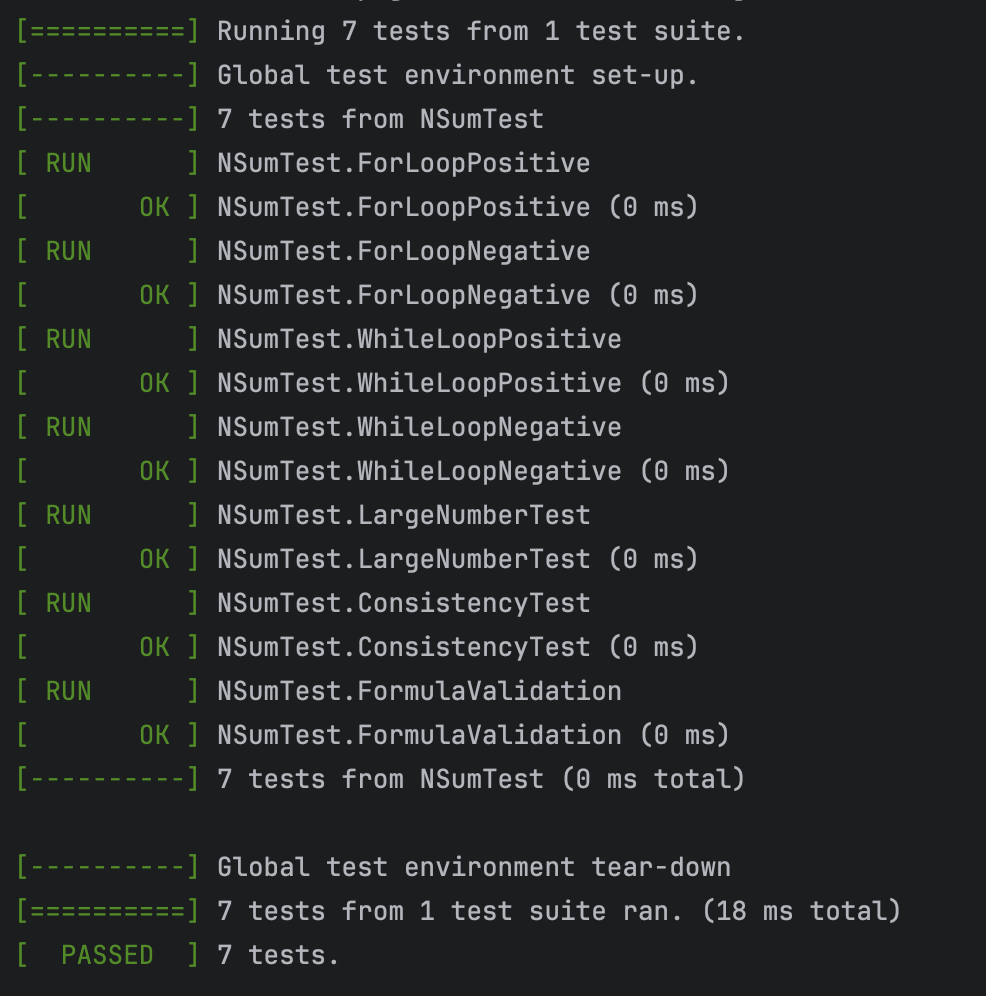 [==========] Running 7 tests from 1 test suite.
[----------] Global test environment set-up.
[----------] 7 tests from NSumTest
[ RUN      ] NSumTest.ForLoopPositive
[       OK ] NSumTest.ForLoopPositive (0 ms)
[ RUN      ] NSumTest.ForLoopNegative
[       OK ] NSumTest.ForLoopNegative (0 ms)
[ RUN      ] NSumTest.WhileLoopPositive
[       OK ] NSumTest.WhileLoopPositive (0 ms)
[ RUN      ] NSumTest.WhileLoopNegative
[       OK ] NSumTest.WhileLoopNegative (0 ms)
[ RUN      ] NSumTest.LargeNumberTest
[       OK ] NSumTest.LargeNumberTest (0 ms)
[ RUN      ] NSumTest.ConsistencyTest
[       OK ] NSumTest.ConsistencyTest (0 ms)
[ RUN      ] NSumTest.FormulaValidation
[       OK ] NSumTest.FormulaValidation (0 ms)
[----------] 7 tests from NSumTest (0 ms total)
[----------] Global test environment tear-down
[==========] 7 tests from 1 test suite ran. (18 ms total)
[  PASSED  ] 7 tests.